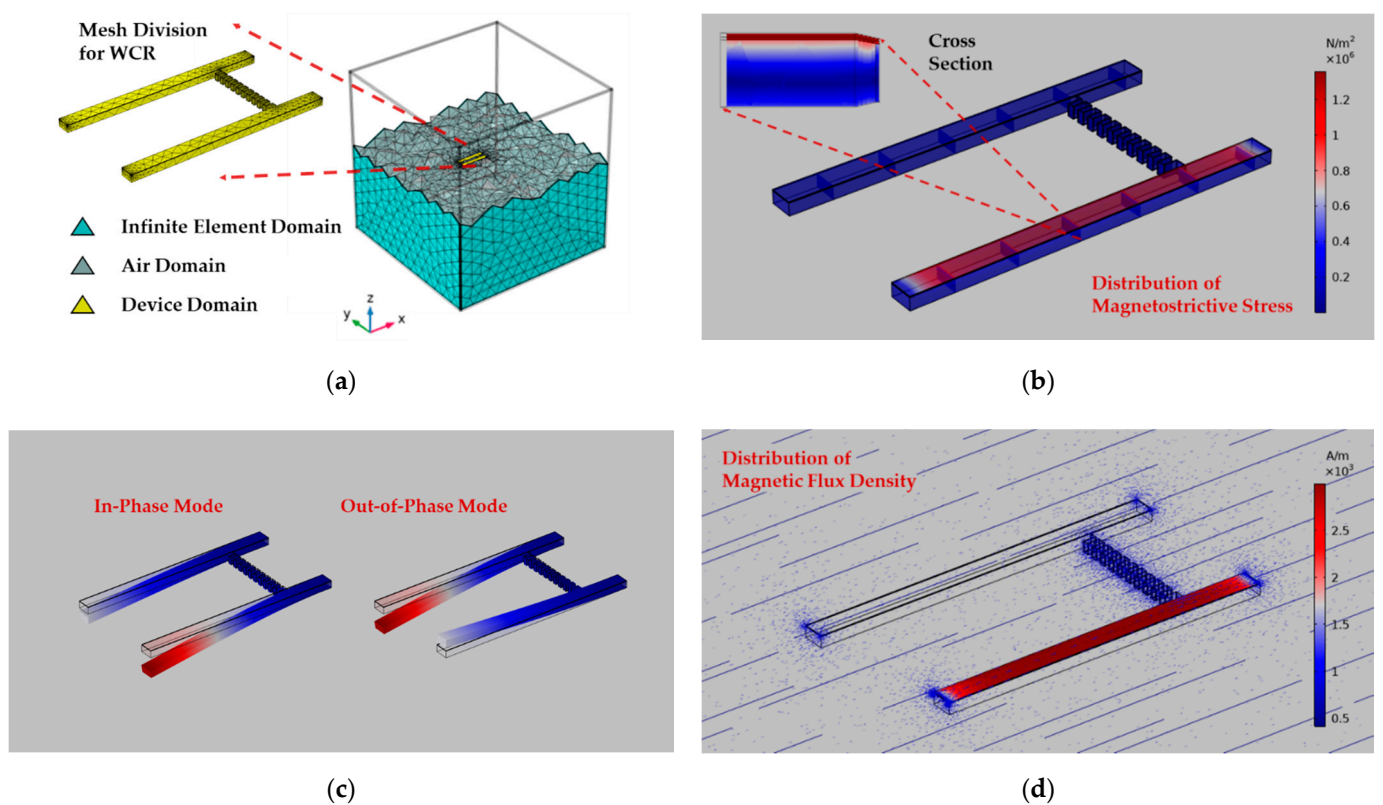 Mesh Division
for WCR
Infinite Element Domain
Air Domain
Device Domain
z
y
x
(a)
Cross
Section
N/m²
×10⁶
1.2
1
0.8
0.6
0.4
0.2
Distribution of
Magnetostrictive Stress
(b)
In-Phase Mode
Out-of-Phase Mode
(c)
Distribution of
Magnetic Flux Density
A/m
×10³
2.5
2
1.5
1
0.5
(d)